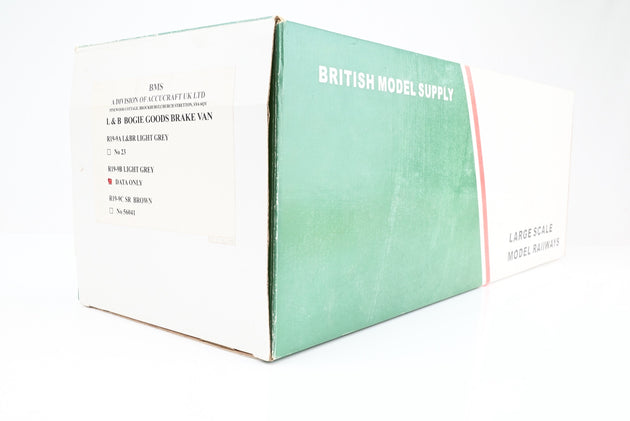 BMS
A DIVISION OF ACCUCRAFT UK LTD
L & B BOGIE GOODS BRAKE VAN
R19-9A L&BR LIGHT GREY
No 23
R19-9B LIGHT GREY
DATA ONLY
R19-9C SR BROWN
No 56041
BRITISH MODEL SUPPLY
LARGE SCALE
MODEL RAILWAYS